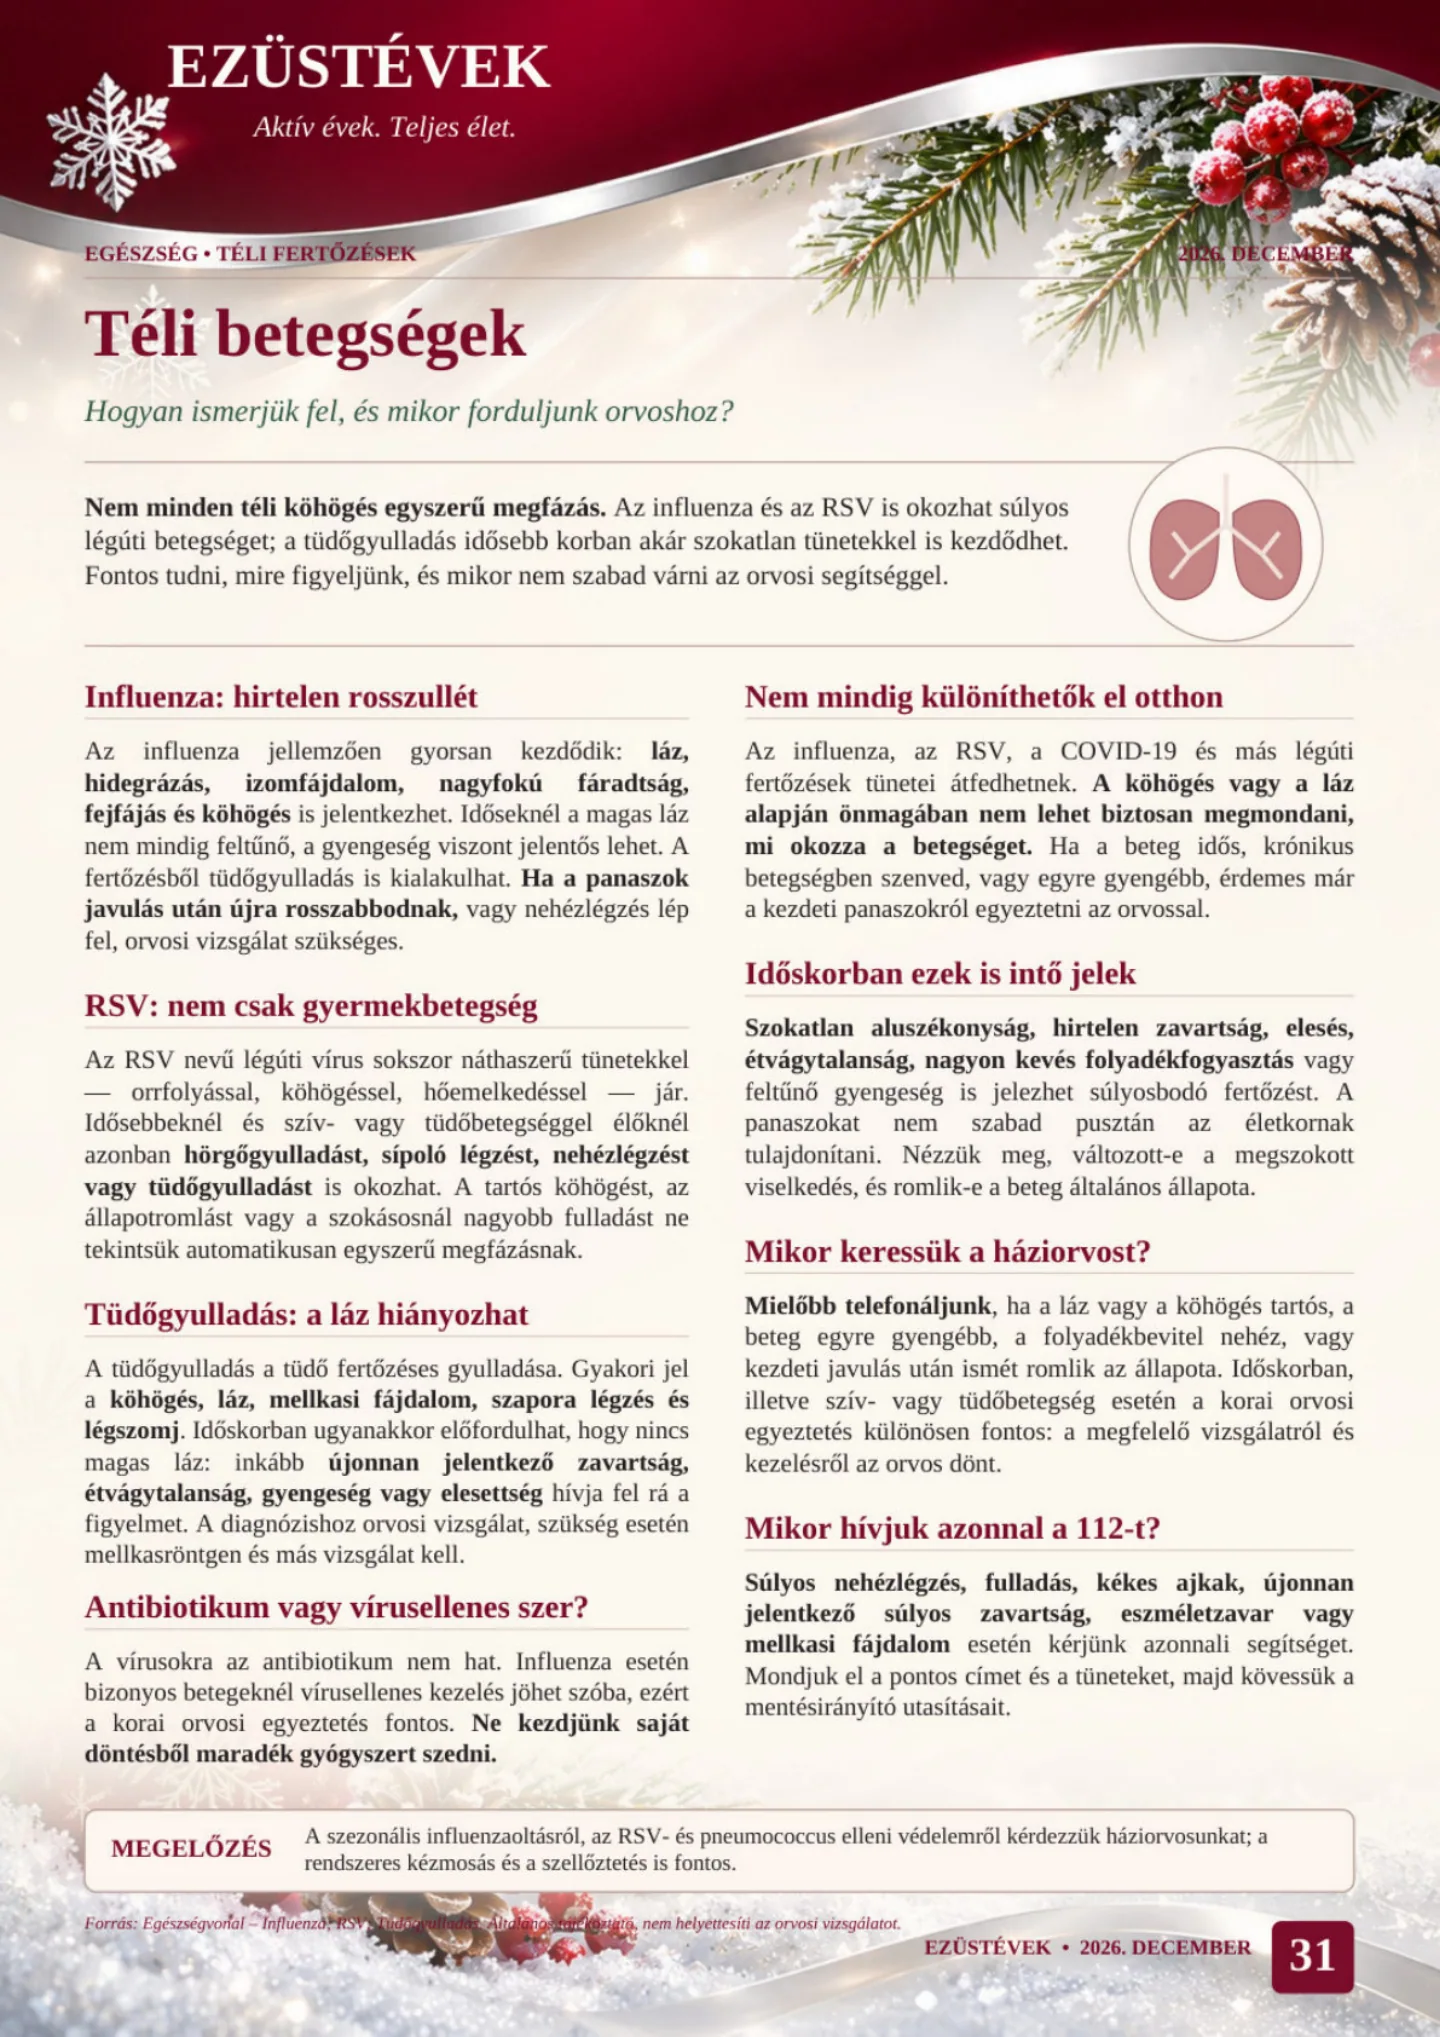 EZÜSTÉVEK
Aktív évek. Teljes élet.
EGÉSZSÉG • TÉLI FERTŐZÉSEK
2026. DECEMBER
Téli betegségek
Hogyan ismerjük fel, és mikor forduljunk orvoshoz?
Nem minden téli köhögés egyszerű megfázás. Az influenza és az RSV is okozhat súlyos
légúti betegséget; a tüdőgyulladás idősebb korban akár szokatlan tünetekkel is kezdődhet.
Fontos tudni, mire figyeljünk, és mikor nem szabad várni az orvosi segítséggel.
Influenza: hirtelen rosszullét
Az influenza jellemzően gyorsan kezdődik: láz,
hidegrázás, izomfájdalom, nagyfokú fáradtság,
fejfájás és köhögés is jelentkezhet. Időseknél a magas láz
nem mindig feltűnő, a gyengeség viszont jelentős lehet. A
fertőzésből tüdőgyulladás is kialakulhat. Ha a panaszok
javulás után újra rosszabbodnak, vagy nehézlégzés lép
fel, orvosi vizsgálat szükséges.
RSV: nem csak gyermekbetegség
Az RSV nevű légúti vírus sokszor náthaszerű tünetekkel
— orrfolyással, köhögéssel, hőemelkedéssel — jár.
Idősebbeknél és szív- vagy tüdőbetegséggel élőknél
azonban hörgőgyulladást, sípoló légzést, nehézlégzést
vagy tüdőgyulladást is okozhat. A tartós köhögést, az
állapotromlást vagy a szokásosnál nagyobb fulladást ne
tekintsük automatikusan egyszerű megfázásnak.
Tüdőgyulladás: a láz hiányozhat
A tüdőgyulladás a tüdő fertőzéses gyulladása. Gyakori jel
a köhögés, láz, mellkasi fájdalom, szapora légzés és
légszomj. Időskorban ugyanakkor előfordulhat, hogy nincs
magas láz: inkább újonnan jelentkező zavartság,
étvágytalanság, gyengeség vagy elesettség hívja fel rá a
figyelmet. A diagnózishoz orvosi vizsgálat, szükség esetén
mellkasröntgen és más vizsgálat kell.
Antibiotikum vagy vírusellenes szer?
A vírusokra az antibiotikum nem hat. Influenza esetén
bizonyos betegeknél vírusellenes kezelés jöhet szóba, ezért
a korai orvosi egyeztetés fontos. Ne kezdjünk saját
döntésből maradék gyógyszert szedni.
Nem mindig különíthetők el otthon
Az influenza, az RSV, a COVID-19 és más légúti
fertőzések tünetei átfedhetnek. A köhögés vagy a láz
alapján önmagában nem lehet biztosan megmondani,
mi okozza a betegséget. Ha a beteg idős, krónikus
betegségben szenved, vagy egyre gyengébb, érdemes már
a kezdeti panaszokról egyeztetni az orvossal.
Időskorban ezek is intő jelek
Szokatlan aluszékonyság, hirtelen zavartság, elesés,
étvágytalanság, nagyon kevés folyadékfogyasztás vagy
feltűnő gyengeség is jelezhet súlyosbodó fertőzést. A
panaszokat nem szabad pusztán az életkornak
tulajdonítani. Nézzük meg, változott-e a megszokott
viselkedés, és romlik-e a beteg általános állapota.
Mikor keressük a háziorvost?
Mielőbb telefonáljunk, ha a láz vagy a köhögés tartós, a
beteg egyre gyengébb, a folyadékbevitel nehéz, vagy
kezdeti javulás után ismét romlik az állapota. Időskorban,
illetve szív- vagy tüdőbetegség esetén a korai orvosi
egyeztetés különösen fontos: a megfelelő vizsgálatról és
kezelésről az orvos dönt.
Mikor hívjuk azonnal a 112-t?
Súlyos nehézlégzés, fulladás, kékes ajkak, újonnan
jelentkező súlyos zavartság, eszméletzavar vagy
mellkasi fájdalom esetén kérjünk azonnali segítséget.
Mondjuk el a pontos címet és a tüneteket, majd kövessük a
mentésirányító utasításait.
MEGELŐZÉS
A szezonális influenzaoltásról, az RSV- és pneumococcus elleni védelemről kérdezzük háziorvosunkat; a
rendszeres kézmosás és a szellőztetés is fontos.
Forrás: Egészségvonal – Influenza; RSV; Tüdőgyulladás. Általános tájékoztató, nem helyettesíti az orvosi vizsgálatot.
EZÜSTÉVEK • 2026. DECEMBER
31